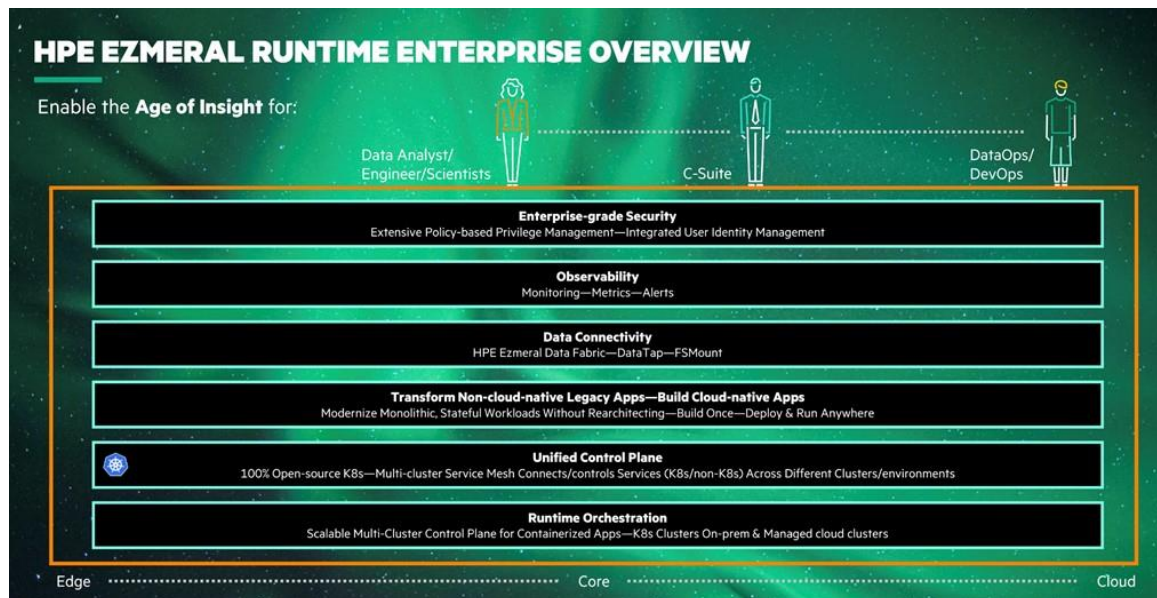 HPE EZMERAL RUNTIME ENTERPRISE OVERVIEW
Enable the Age of Insight for:
Data Analyst/
Engineer/Scientists
C-Suite
DataOps/
DevOps
Enterprise-grade Security
Extensive Policy-based Privilege Management—Integrated User Identity Management
Observability
Monitoring—Metrics—Alerts
Data Connectivity
HPE Ezmeral Data Fabric—DataTap—FSMount
Transform Non-cloud-native Legacy Apps—Build Cloud-native Apps
Modernize Monolithic, Stateful Workloads Without Rearchitecting—Build Once—Deploy & Run Anywhere
Unified Control Plane
100% Open-source K8s—Multi-cluster Service Mesh Connects/controls Services (K8s/non-K8s) Across Different Clusters/environments
Runtime Orchestration
Scalable Multi-Cluster Control Plane for Containerized Apps—K8s Clusters On-prem & Managed cloud clusters
Edge
Core
Cloud